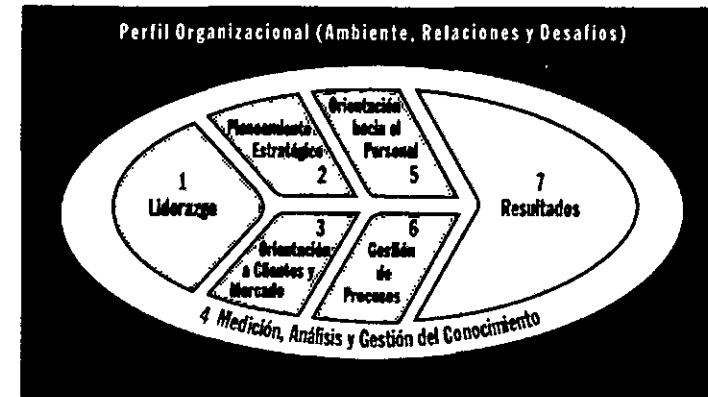 Perfil Organizacional (Ambiente, Relaciones y Desafíos)
1
Liderazgo
Planeamiento
Estratégico
2
Orientación
hacia el
Personal
5
7
Resultados
3
Orientación
a Clientes y
Mercado
6
Gestión
de
Procesos
4 Medición, Análisis y Gestión del Conocimiento